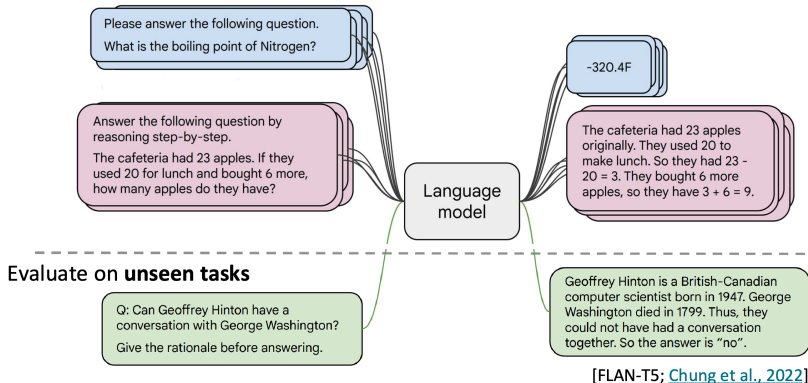 Please answer the following question.
What is the boiling point of Nitrogen?
-320.4F
Answer the following question by
reasoning step-by-step.
The cafeteria had 23 apples. If they
used 20 for lunch and bought 6 more,
how many apples do they have?
Language
model
The cafeteria had 23 apples
originally. They used 20 to
make lunch. So they had 23 -
20 = 3. They bought 6 more
apples, so they have 3 + 6 = 9.
Evaluate on unseen tasks
Q: Can Geoffrey Hinton have a
conversation with George Washington?
Give the rationale before answering.
Geoffrey Hinton is a British-Canadian
computer scientist born in 1947. George
Washington died in 1799. Thus, they
could not have had a conversation
together. So the answer is “no”.
[FLAN-T5; Chung et al., 2022]